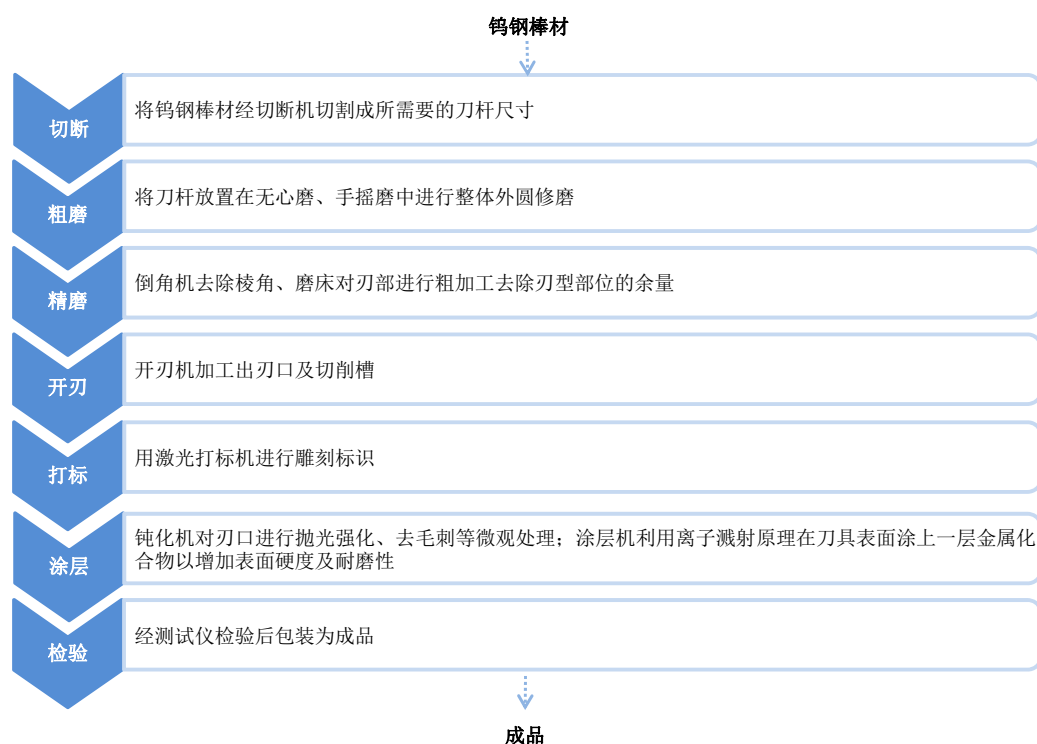 钨钢棒材
切断
将钨钢棒材经切断机切割成所需要的刀杆尺寸
粗磨
将刀杆放置在无心磨、手摇磨中进行整体外圆修磨
精磨
倒角机去除棱角、磨床对刃部进行粗加工去除刃型部位的余量
开刃
开刃机加工出刃口及切削槽
打标
用激光打标机进行雕刻标识
涂层
钝化机对刃口进行抛光强化、去毛刺等微观处理；涂层机利用离子溅射原理在刀具表面涂上一层金属化
合物以增加表面硬度及耐磨性
检验
经测试仪检验后包装为成品
成品